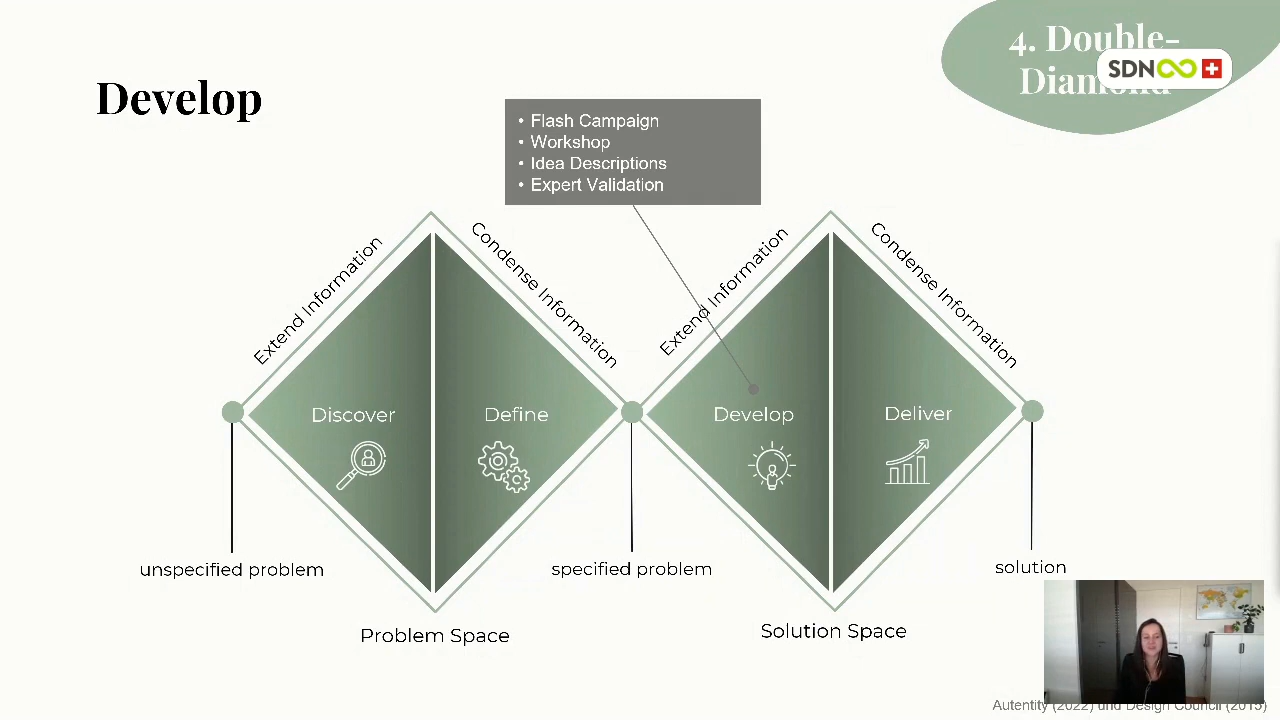 4. Double-
Diamond
SDN
Develop
• Flash Campaign
• Workshop
• Idea Descriptions
• Expert Validation
Extend Information
Condense Information
Extend Information
Condense Information
Discover
Define
Develop
Deliver
unspecified problem
specified problem
solution
Problem Space
Solution Space
Autentity (2022) und Design Council (2015)